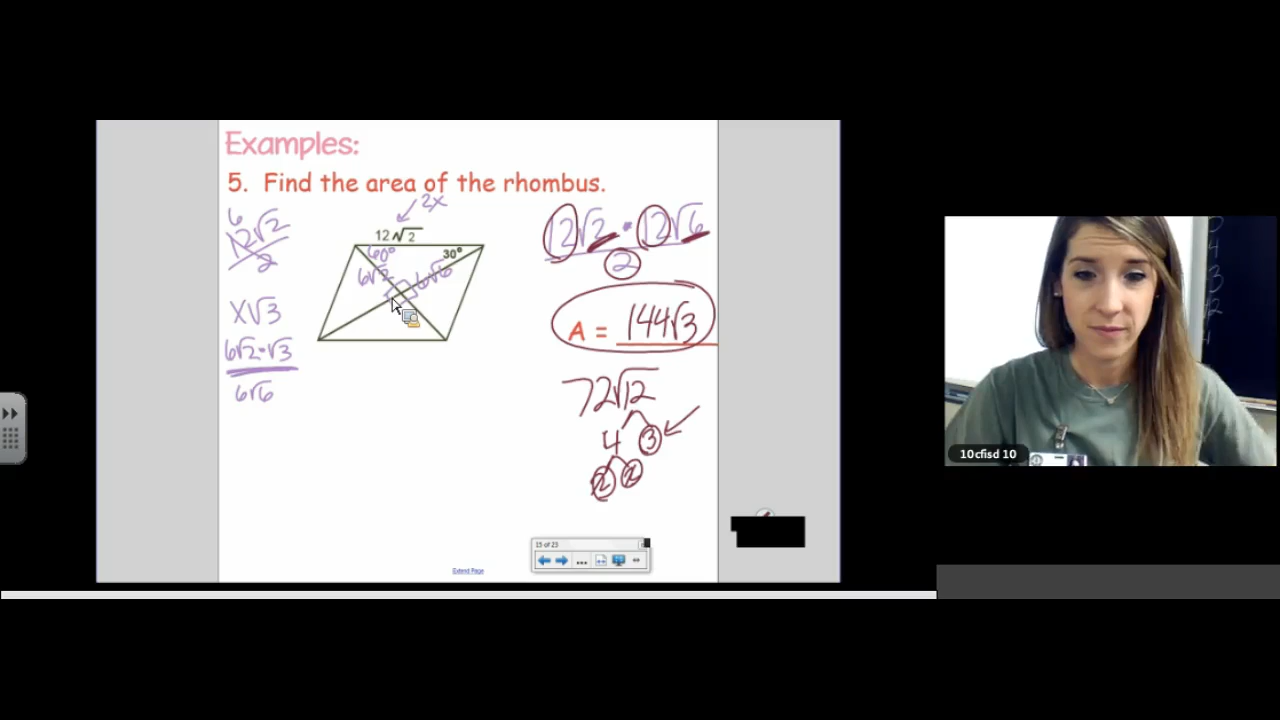 Examples:
5. Find the area of the rhombus.
6
12√2
2
x√3
6√2·√3
6√6
2x
12√2
60°
30°
6√2
6√6
12√2 · 12√6
2
A = 144√3
72√12
4 3
2 2
15 of 23
Extend Page
10cfisd 10